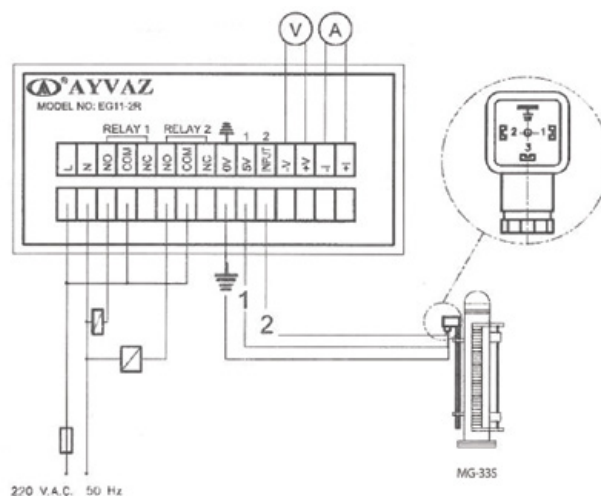 V A
AYVAZ
MODEL NO: EG11-2R
RELAY 1 RELAY 2 1 2
L N NO COM NC NO COM NC 0V 5V INPUT -V +V -I +I
2 1
3
1
2
MG-33S
220 V.A.C. 50 Hz